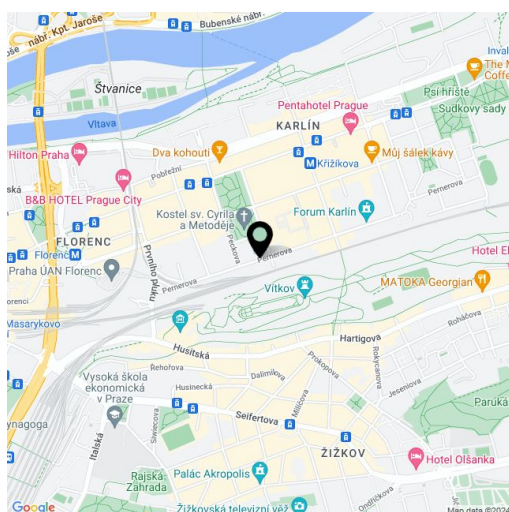 Bubenské nábř.
nábř. Kpt. Jaroše
Štvanice
Vltava
The M
Coffe
Psí hřiště
Sudkovy sady
Pentahotel Prague
KARLÍN
Dva kohouti
Křižíkova
Můj šálek kávy
Hilton Praha
Pobřežní
B&B HOTEL Prague City
Pernerova
Kostel sv. Cyrila
a Metoděje
Forum Karlín
FLORENC
Florenc
Praha ÚAN Florenc
Prvního pluku
Peckova
Pernerova
Hotel El
Pernerova
Vítkov
MATOKA Georgian
Masarykovo
Husitská
Hartigova
Roháčova
Řehořova
Prokopova
Rokycanova
Vysoká škola
ekonomická
v Praze
Dalimilova
Husinecká
Milíčova
Jeseniova
Seifertova
Paruká
ynagoga
Italská
Siwiecova
ŽIŽKOV
Hotel Olšanka
Palác Akropolis
Rajská
Zahrada
Ondříčkova
Žižkovská televizní věž
Google
Map data ©2024